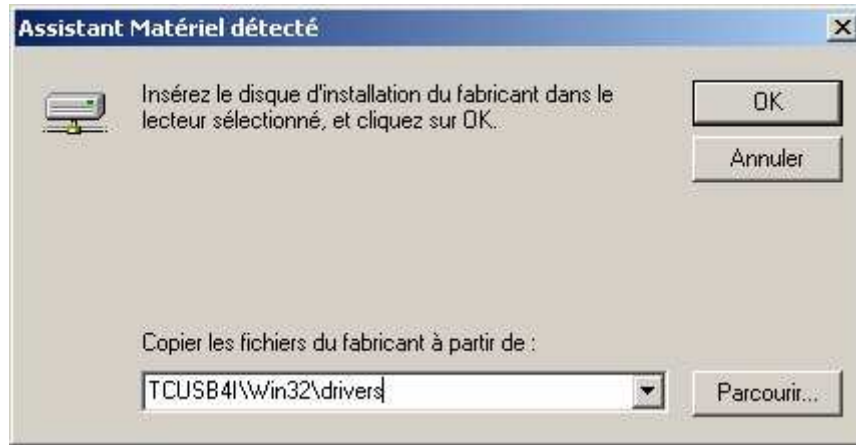 Assistant Matériel détecté
Insérez le disque d'installation du fabricant dans le
lecteur sélectionné, et cliquez sur OK.
OK
Annuler
Copier les fichiers du fabricant à partir de :
TCUSB4I\Win32\drivers
Parcourir...